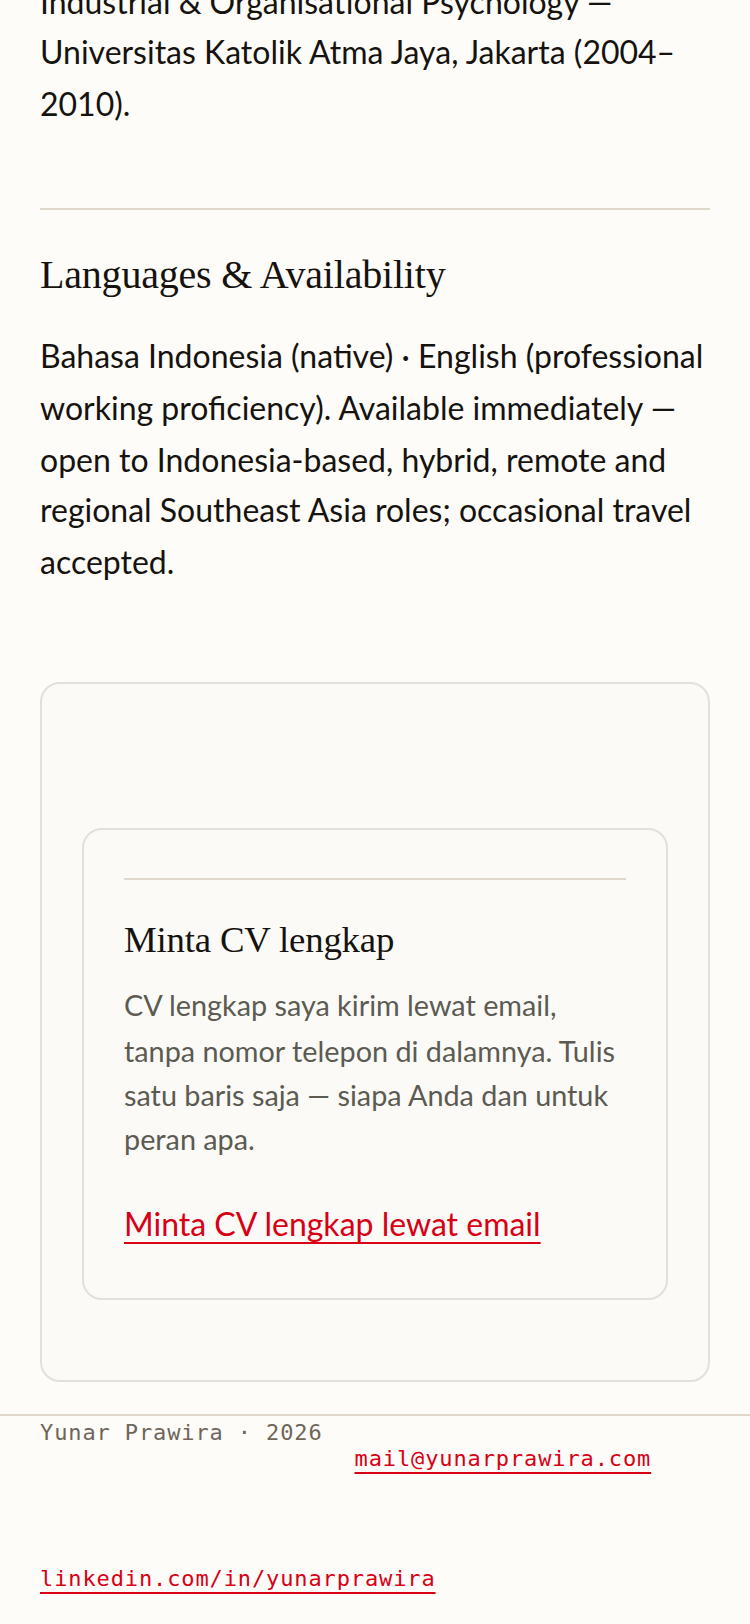 Industrial & Organisational Psychology —
Universitas Katolik Atma Jaya, Jakarta (2004–
2010).
Languages & Availability
Bahasa Indonesia (native) · English (professional
working proficiency). Available immediately —
open to Indonesia-based, hybrid, remote and
regional Southeast Asia roles; occasional travel
accepted.
Minta CV lengkap
CV lengkap saya kirim lewat email,
tanpa nomor telepon di dalamnya. Tulis
satu baris saja — siapa Anda dan untuk
peran apa.
Minta CV lengkap lewat email
Yunar Prawira · 2026
mail@yunarprawira.com
linkedin.com/in/yunarprawira